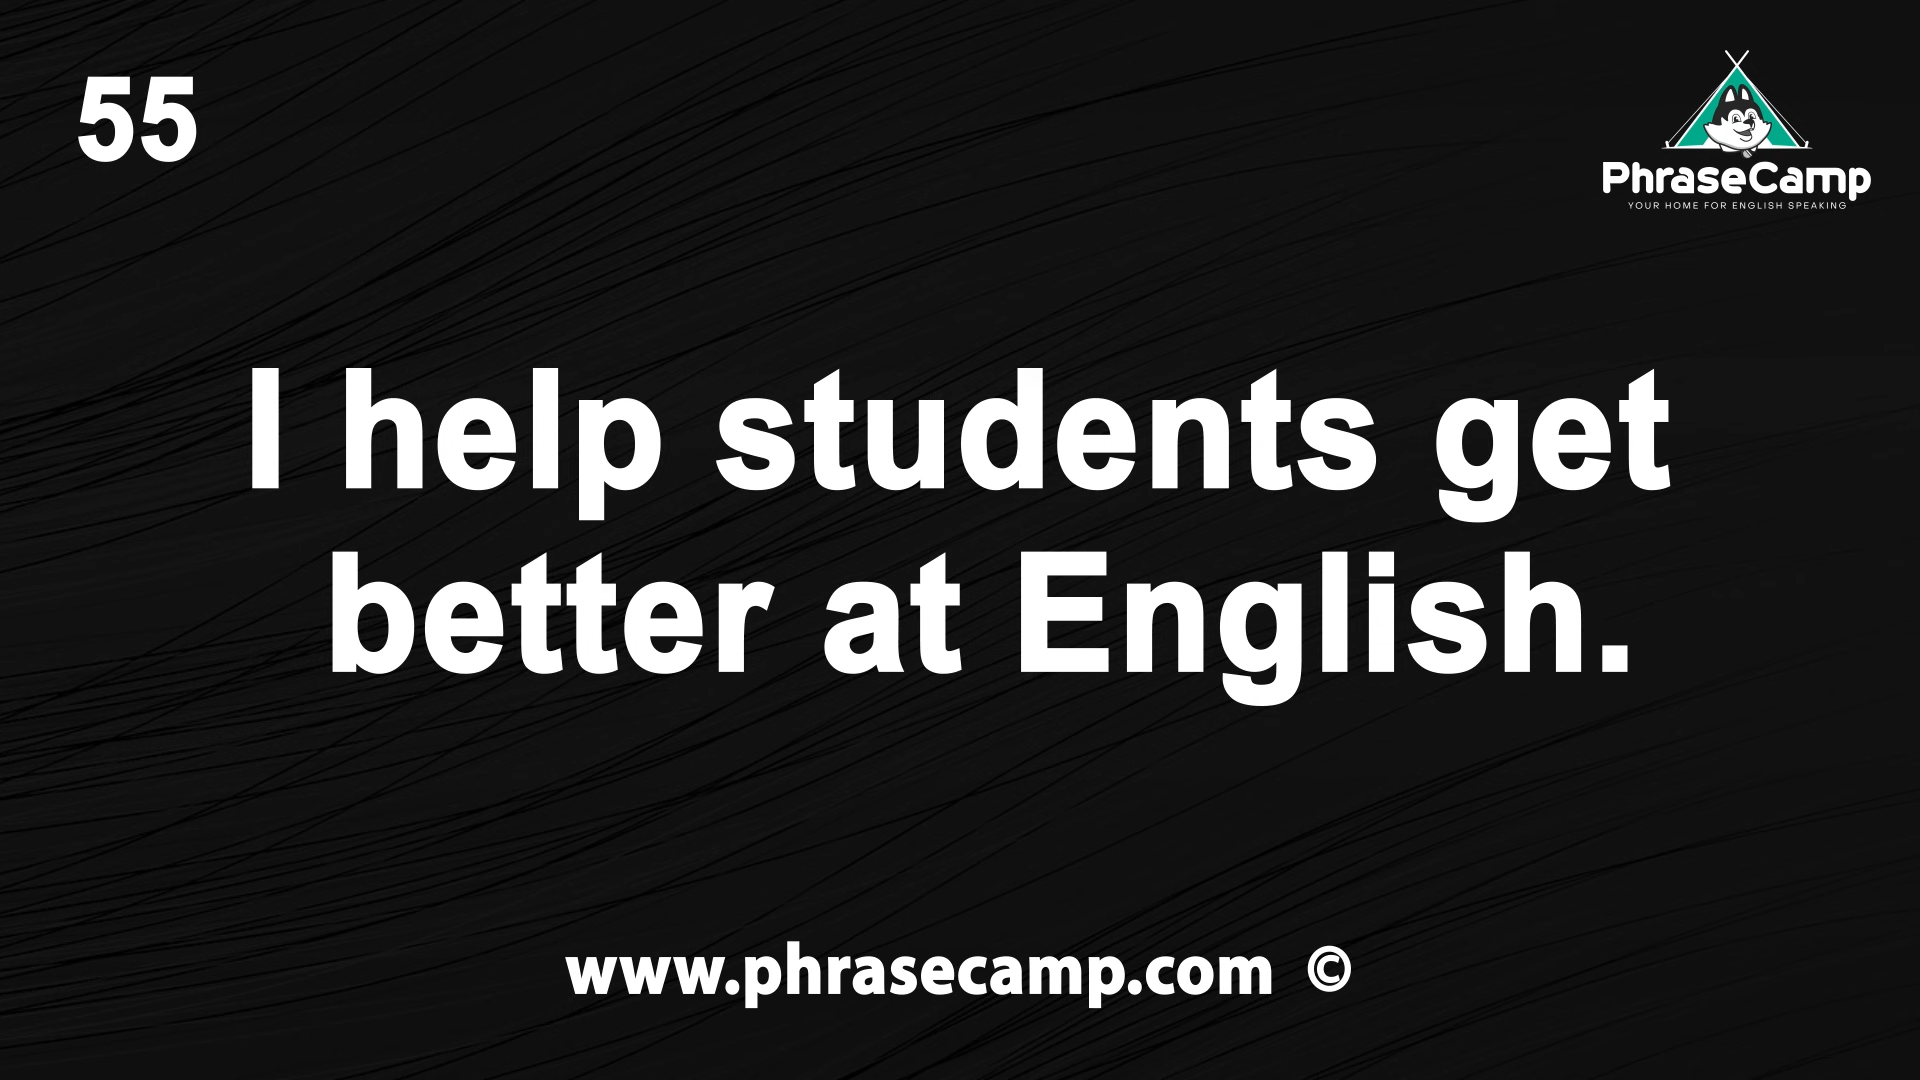 55
PhraseCamp
YOUR HOME FOR ENGLISH SPEAKING
I help students get
better at English.
www.phrasecamp.com ©